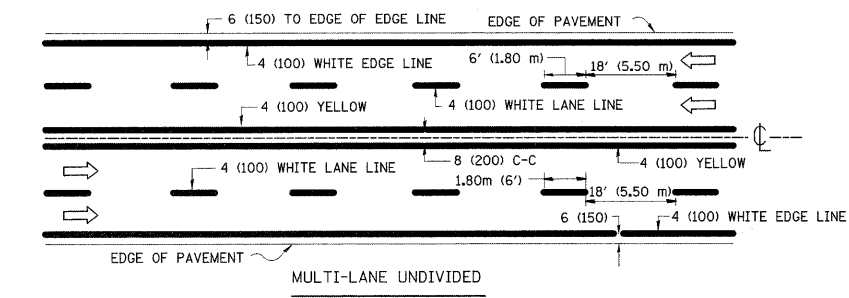 6 (150) TO EDGE OF EDGE LINE
EDGE OF PAVEMENT
4 (100) WHITE EDGE LINE
6' (1.80 m)
18' (5.50 m)
4 (100) YELLOW
4 (100) WHITE LANE LINE
℄
4 (100) WHITE LANE LINE
8 (200) C-C
4 (100) YELLOW
1.80m (6')
18' (5.50 m)
6 (150)
4 (100) WHITE EDGE LINE
EDGE OF PAVEMENT
MULTI-LANE UNDIVIDED